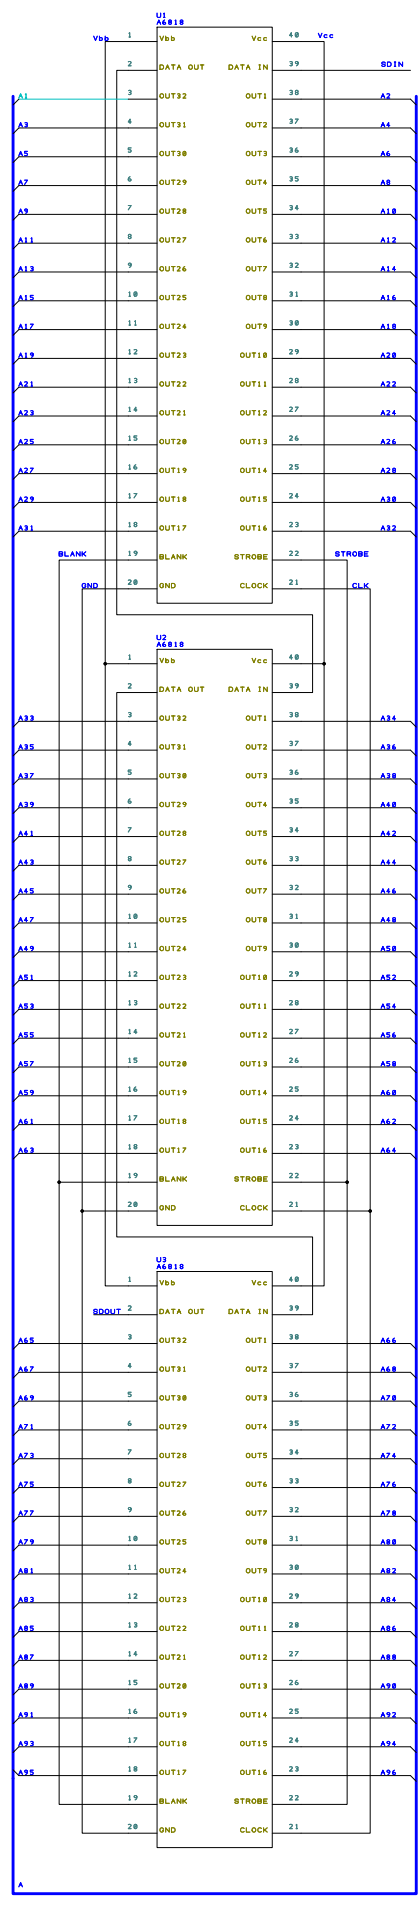 U1
A6818
Vbb 1 Vbb Vcc 40 Vcc
2 DATA OUT DATA IN 39 SDIN
A1 3 OUT32 OUT1 38 A2
A3 4 OUT31 OUT2 37 A4
A5 5 OUT30 OUT3 36 A6
A7 6 OUT29 OUT4 35 A8
A9 7 OUT28 OUT5 34 A10
A11 8 OUT27 OUT6 33 A12
A13 9 OUT26 OUT7 32 A14
A15 10 OUT25 OUT8 31 A16
A17 11 OUT24 OUT9 30 A18
A19 12 OUT23 OUT10 29 A20
A21 13 OUT22 OUT11 28 A22
A23 14 OUT21 OUT12 27 A24
A25 15 OUT20 OUT13 26 A26
A27 16 OUT19 OUT14 25 A28
A29 17 OUT18 OUT15 24 A30
A31 18 OUT17 OUT16 23 A32
BLANK 19 BLANK STROBE 22 STROBE
GND 20 GND CLOCK 21 CLK
U2
A6818
1 Vbb Vcc 40
2 DATA OUT DATA IN 39
A33 3 OUT32 OUT1 38 A34
A35 4 OUT31 OUT2 37 A36
A37 5 OUT30 OUT3 36 A38
A39 6 OUT29 OUT4 35 A40
A41 7 OUT28 OUT5 34 A42
A43 8 OUT27 OUT6 33 A44
A45 9 OUT26 OUT7 32 A46
A47 10 OUT25 OUT8 31 A48
A49 11 OUT24 OUT9 30 A50
A51 12 OUT23 OUT10 29 A52
A53 13 OUT22 OUT11 28 A54
A55 14 OUT21 OUT12 27 A56
A57 15 OUT20 OUT13 26 A58
A59 16 OUT19 OUT14 25 A60
A61 17 OUT18 OUT15 24 A62
A63 18 OUT17 OUT16 23 A64
19 BLANK STROBE 22
20 GND CLOCK 21
U3
A6818
1 Vbb Vcc 40
SDOUT 2 DATA OUT DATA IN 39
A65 3 OUT32 OUT1 38 A66
A67 4 OUT31 OUT2 37 A68
A69 5 OUT30 OUT3 36 A70
A71 6 OUT29 OUT4 35 A72
A73 7 OUT28 OUT5 34 A74
A75 8 OUT27 OUT6 33 A76
A77 9 OUT26 OUT7 32 A78
A79 10 OUT25 OUT8 31 A80
A81 11 OUT24 OUT9 30 A82
A83 12 OUT23 OUT10 29 A84
A85 13 OUT22 OUT11 28 A86
A87 14 OUT21 OUT12 27 A88
A89 15 OUT20 OUT13 26 A90
A91 16 OUT19 OUT14 25 A92
A93 17 OUT18 OUT15 24 A94
A95 18 OUT17 OUT16 23 A96
19 BLANK STROBE 22
20 GND CLOCK 21
A